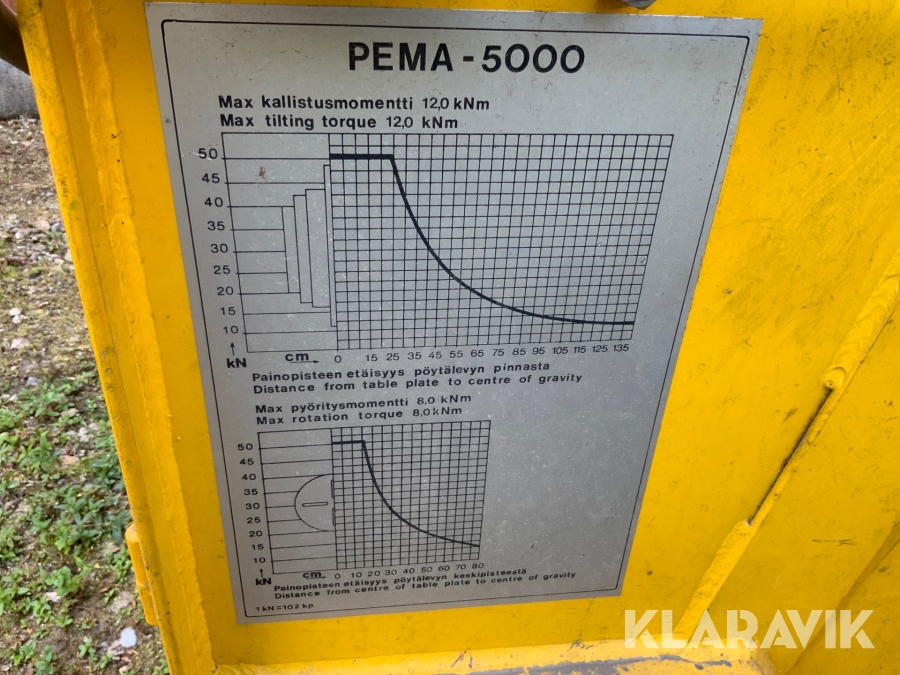 PEMA - 5000
Max kallistusmomentti 12,0 kNm
Max tilting torque 12,0 kNm
50
45
40
35
30
25
20
15
10
kN
cm 0 15 25 35 45 55 65 75 85 95 105 115 125 135
Painopisteen etäisyys pöytälevyn pinnasta
Distance from table plate to centre of gravity
Max pyöritysmomentti 8.0 kNm
Max rotation torque 8,0 kNm
50
45
40
35
30
25
20
15
10
kN
cm 0 10 20 30 40 50 60 70 80
Painopisteen etäisyys pöytälevyn keskipisteestä
Distance from centre of table plate to centre of gravity
1 kN=102 kp
KLARAVIK